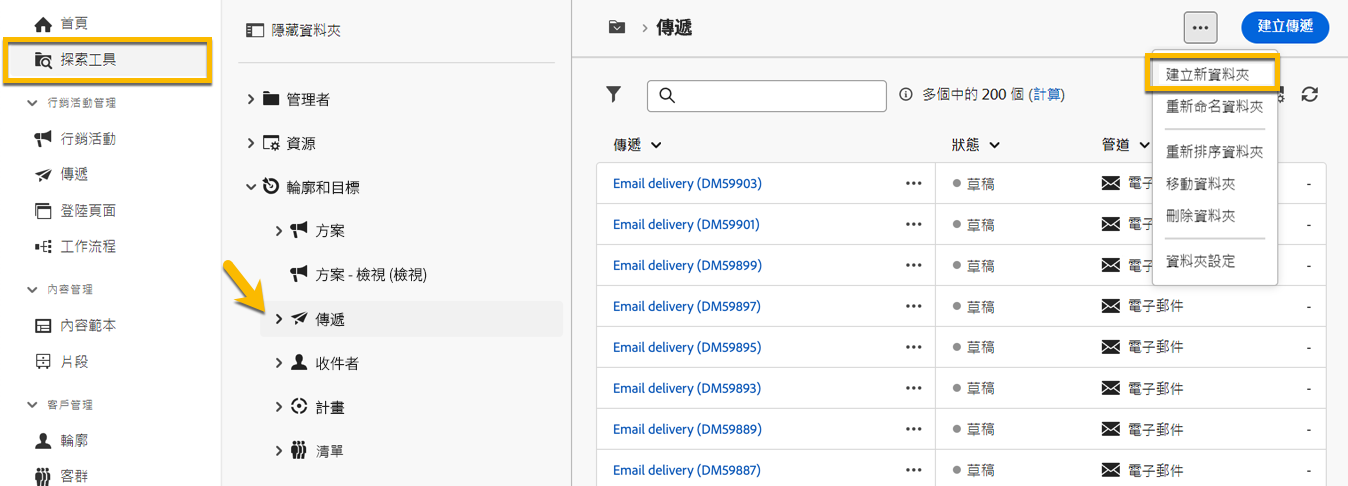 首頁
探索工具
行銷活動管理
行銷活動
傳遞
登陸頁面
工作流程
內容管理
內容範本
片段
客戶管理
輪廓
客群
隱藏資料夾
管理者
資源
輪廓和目標
方案
方案 - 檢視 (檢視)
傳遞
收件者
計畫
清單
傳遞
建立傳遞
多個中的 200 個 (計算)
建立新資料夾
重新命名資料夾
重新排序資料夾
移動資料夾
刪除資料夾
資料夾設定
傳遞 狀態 管道
Email delivery (DM59903) 草稿 電子
Email delivery (DM59901) 草稿 電子
Email delivery (DM59899) 草稿 電子
Email delivery (DM59897) 草稿 電子郵件 -
Email delivery (DM59895) 草稿 電子郵件 -
Email delivery (DM59893) 草稿 電子郵件 -
Email delivery (DM59889) 草稿 電子郵件 -
Email delivery (DM59887) 草稿 電子郵件 -